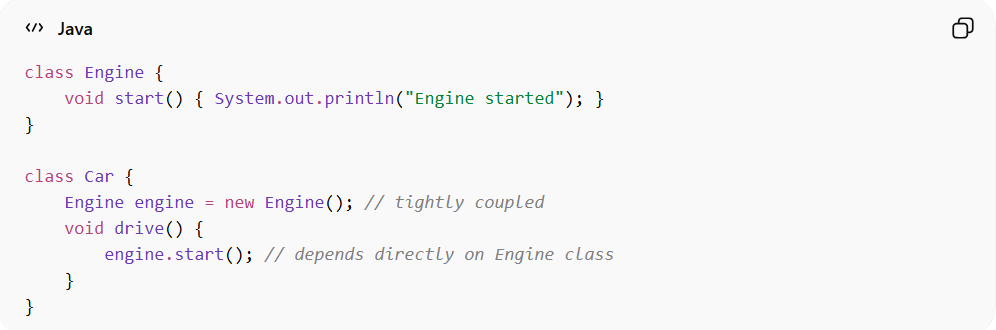 Java
class Engine {
    void start() { System.out.println("Engine started"); }
}
class Car {
    Engine engine = new Engine(); // tightly coupled
    void drive() {
        engine.start(); // depends directly on Engine class
    }
}